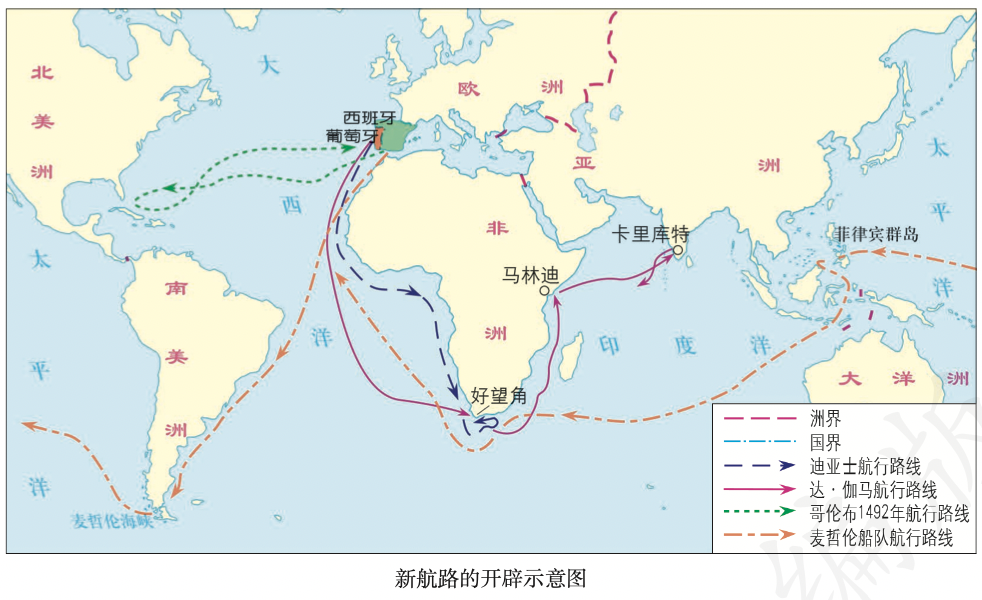 北
美
洲
大
西
洋
欧
洲
亚
洲
西班牙
葡萄牙
太
平
洋
非
洲
卡里库特
马林迪
菲律宾群岛
太
平
洋
南
美
洲
印
度
洋
大
洋
洲
好望角
麦哲伦海峡
洲界
国界
迪亚士航行路线
达·伽马航行路线
哥伦布1492年航行路线
麦哲伦船队航行路线
新航路的开辟示意图